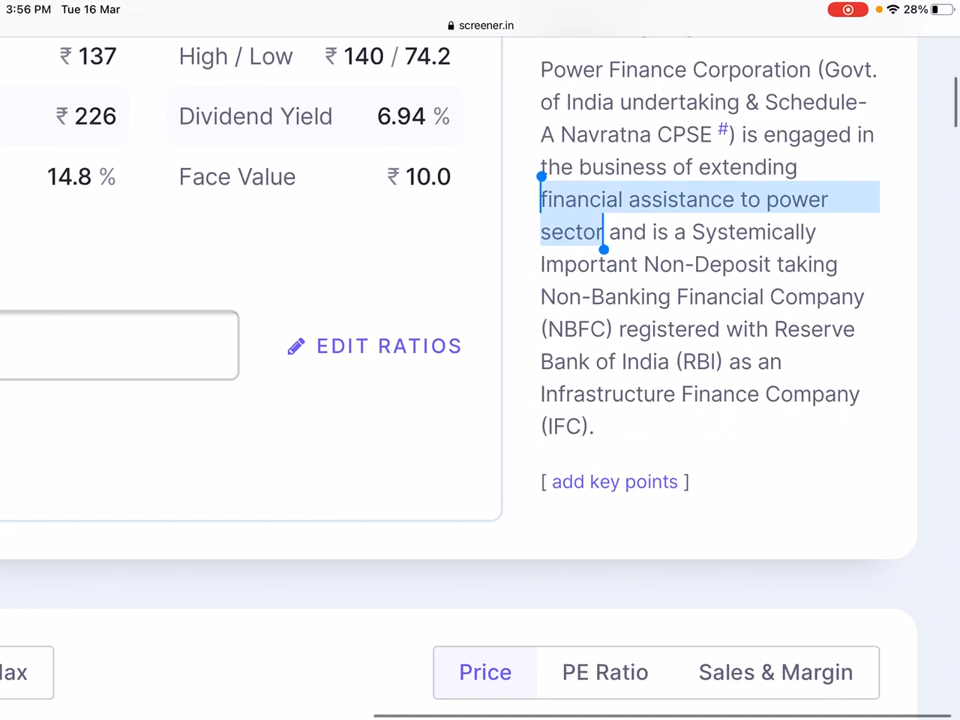 3:56 PM Tue 16 Mar
28%
screener.in
₹ 137 High / Low ₹ 140 / 74.2
₹ 226 Dividend Yield 6.94 %
14.8 % Face Value ₹ 10.0
EDIT RATIOS
Power Finance Corporation (Govt.
of India undertaking & Schedule-
A Navratna CPSE #) is engaged in
the business of extending
financial assistance to power
sector and is a Systemically
Important Non-Deposit taking
Non-Banking Financial Company
(NBFC) registered with Reserve
Bank of India (RBI) as an
Infrastructure Finance Company
(IFC).
[ add key points ]
Price PE Ratio Sales & Margin